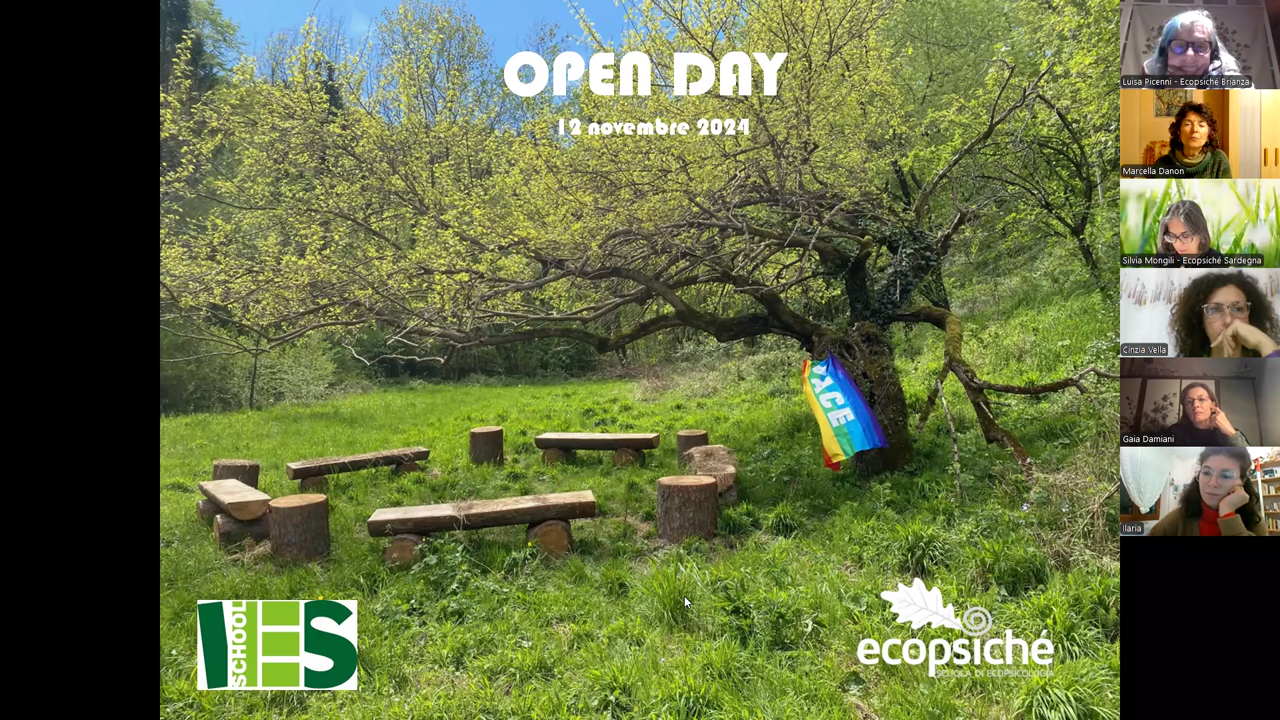 OPEN DAY
12 novembre 2024
PACE
IES
SCHOOL
ecopsiché
SCUOLA DI ECOPSICOLOGIA
Luisa Picenni - Ecopsiché Brianza
Marcella Danon
Silvia Mongili - Ecopsiché Sardegna
Cinzia Vella
Gaia Damiani
Ilaria